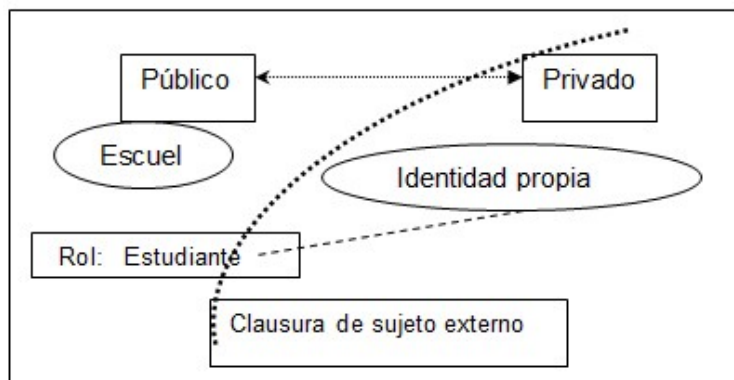 Público
Privado
Escuel
Identidad propia
Rol: Estudiante
Clausura de sujeto externo